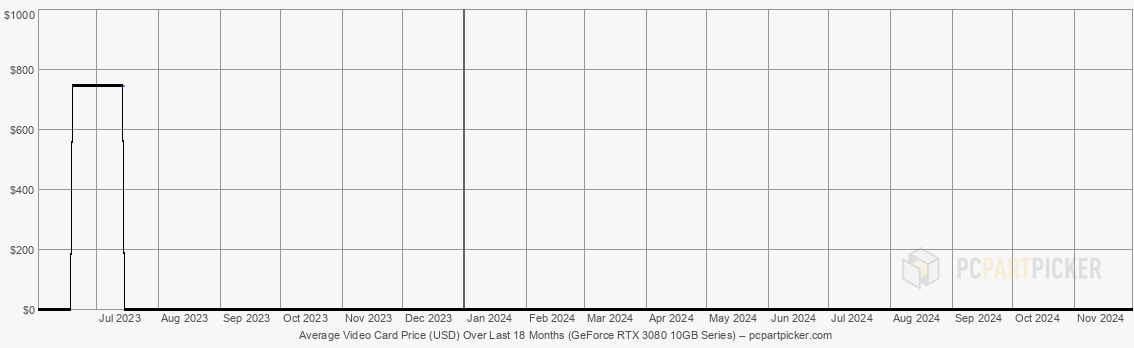 $1000
$800
$600
$400
$200
PCPARTPICKER
$0
Jul 2023 Aug 2023 Sep 2023 Oct 2023 Nov 2023 Dec 2023 Jan 2024 Feb 2024 Mar 2024 Apr 2024 May 2024 Jun 2024 Jul 2024 Aug 2024 Sep 2024 Oct 2024 Nov 2024
Average Video Card Price (USD) Over Last 18 Months (GeForce RTX 3080 10GB Series) – pcpartpicker.com